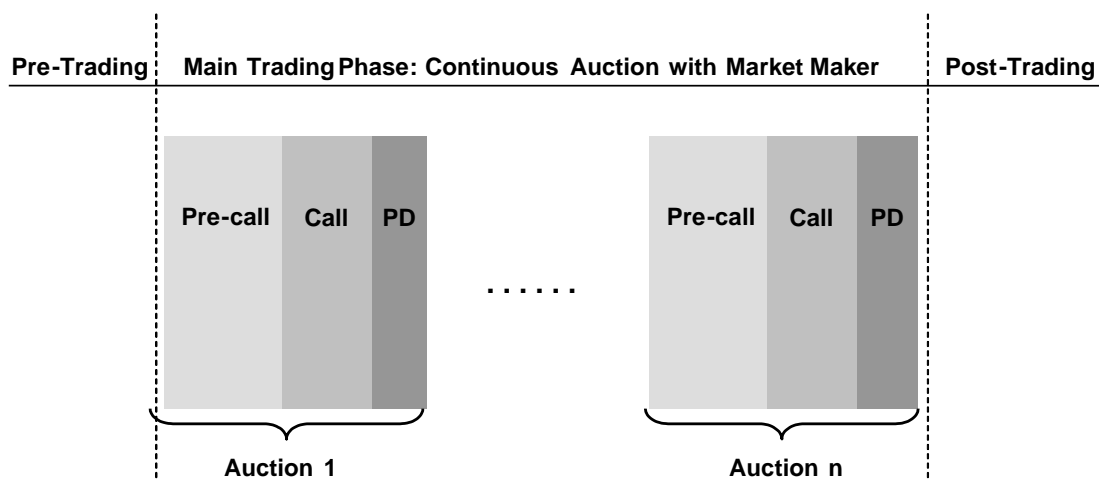 Pre-Trading Main Trading Phase: Continuous Auction with Market Maker Post-Trading
Pre-call Call PD Pre-call Call PD
......
Auction 1 Auction n